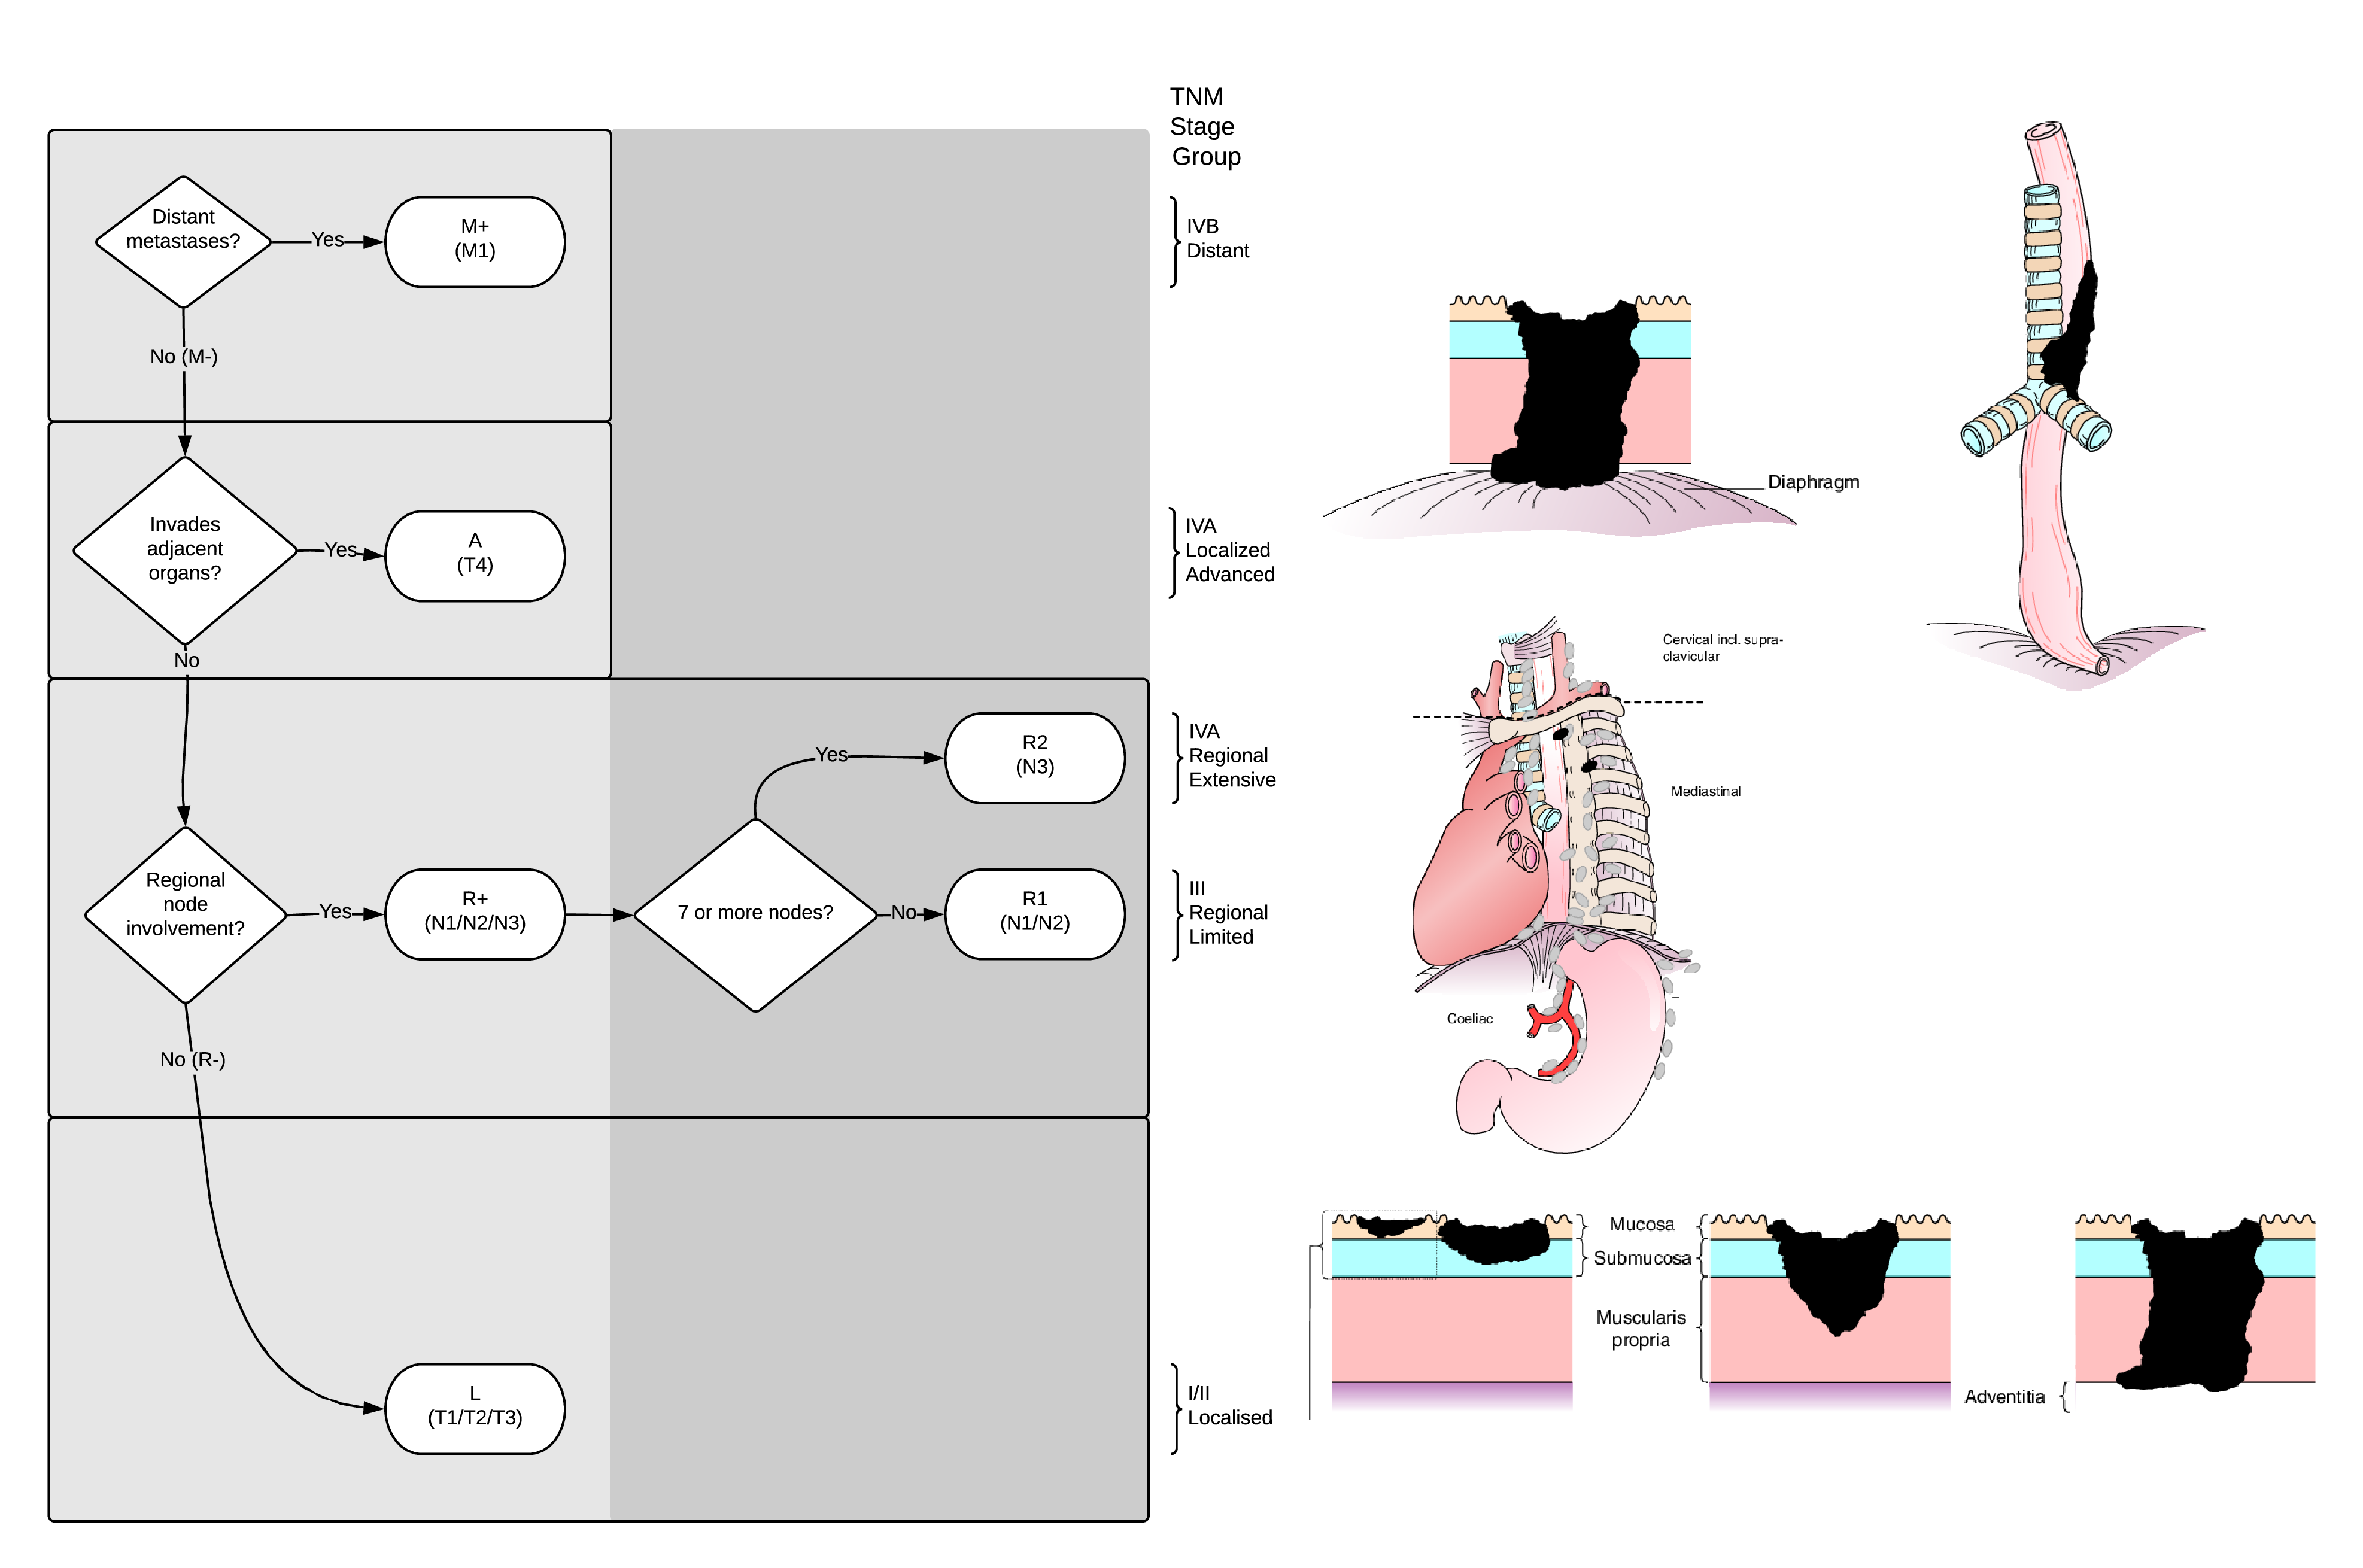 TNM
Stage
Group
Distant
metastases?
Yes
M+
(M1)
IVB
Distant
No (M-)
Invades
adjacent
organs?
Yes
A
(T4)
IVA
Localized
Advanced
Diaphragm
No
Cervical incl. supra-
clavicular
Mediastinal
Coeliac
Regional
node
involvement?
Yes
R+
(N1/N2/N3)
7 or more nodes?
Yes
R2
(N3)
IVA
Regional
Extensive
No
R1
(N1/N2)
III
Regional
Limited
No (R-)
L
(T1/T2/T3)
I/II
Localised
Mucosa
Submucosa
Muscularis
propria
Adventitia